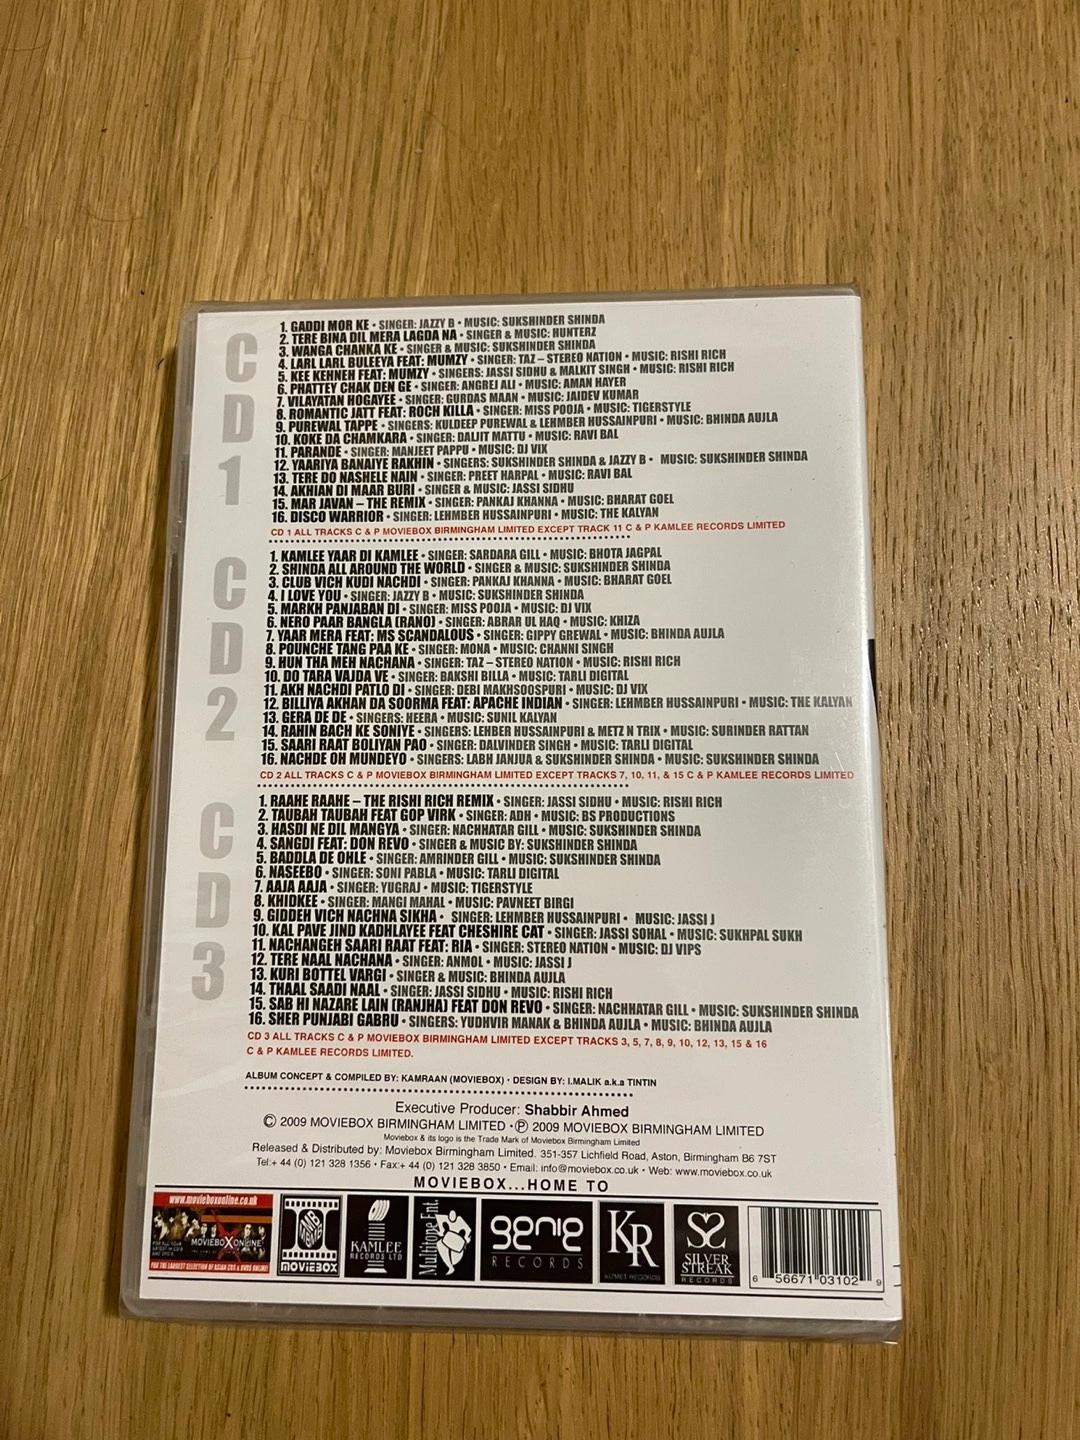 CD1
1. GADDI MOR KE • SINGER: JAZZY B • MUSIC: SUKSHINDER SHINDA
2. TERE BINA DIL MERA LAGDA NA • SINGER & MUSIC: HUNTERZ
3. WANGA CHANKA KE • SINGER & MUSIC: SUKSHINDER SHINDA
4. LARL LARL BULEEYA FEAT: MUMZY • SINGER: TAZ – STEREO NATION • MUSIC: RISHI RICH
5. KEE KEHNEH FEAT: MUMZY • SINGERS: JASSI SIDHU & MALKIT SINGH • MUSIC: RISHI RICH
6. PHATTEY CHAK DEN GE • SINGER: ANGREJ ALI • MUSIC: AMAN HAYER
7. VILAYATAN HOGAYEE • SINGER: GURDAS MAAN • MUSIC: JAIDEV KUMAR
8. ROMANTIC JATT FEAT: ROCH KILLA • SINGER: MISS POOJA • MUSIC: TIGERSTYLE
9. PUREWAL TAPPE • SINGERS: KULDEEP PUREWAL & LEHMBER HUSSAINPURI • MUSIC: BHINDA AUJLA
10. KOKE DA CHAMKARA • SINGER: DALJIT MATTU • MUSIC: RAVI BAL
11. PARANDE • SINGER: MANJEET PAPPU • MUSIC: DJ VIX
12. YAARIYA BANAIYE RAKHIN • SINGERS: SUKSHINDER SHINDA & JAZZY B • MUSIC: SUKSHINDER SHINDA
13. TERE DO NASHELE NAIN • SINGER: PREET HARPAL • MUSIC: RAVI BAL
14. AKHIAN DI MAAR BURI • SINGER & MUSIC: JASSI SIDHU
15. MAR JAVAN – THE REMIX • SINGER: PANKAJ KHANNA • MUSIC: BHARAT GOEL
16. DISCO WARRIOR • SINGER: LEHMBER HUSSAINPURI • MUSIC: THE KALYAN
CD 1 ALL TRACKS C & P MOVIEBOX BIRMINGHAM LIMITED EXCEPT TRACK 11 C & P KAMLEE RECORDS LIMITED
CD2
1. KAMLEE YAAR DI KAMLEE • SINGER: SARDARA GILL • MUSIC: BHOTA JAGPAL
2. SHINDA ALL AROUND THE WORLD • SINGER & MUSIC: SUKSHINDER SHINDA
3. CLUB VICH KUDI NACHDI • SINGER: PANKAJ KHANNA • MUSIC: BHARAT GOEL
4. I LOVE YOU • SINGER: JAZZY B • MUSIC: SUKSHINDER SHINDA
5. MARKH PANJABAN DI • SINGER: MISS POOJA • MUSIC: DJ VIX
6. NERO PAAR BANGLA (RANO) • SINGER: ABRAR UL HAQ • MUSIC: KHIZA
7. YAAR MERA FEAT: MS SCANDALOUS • SINGER: GIPPY GREWAL • MUSIC: BHINDA AUJLA
8. POUNCHE TANG PAA KE • SINGER: MONA • MUSIC: CHANNI SINGH
9. HUN THA MEH NACHANA • SINGER: TAZ – STEREO NATION • MUSIC: RISHI RICH
10. DO TARA VAJDA VE • SINGER: BAKSHI BILLA • MUSIC: TARLI DIGITAL
11. AKH NACHDI PATLO DI • SINGER: DEBI MAKHSOOSPURI • MUSIC: DJ VIX
12. BILLIYA AKHAN DA SOORMA FEAT: APACHE INDIAN • SINGER: LEHMBER HUSSAINPURI • MUSIC: THE KALYAN
13. GERA DE DE • SINGERS: HEERA • MUSIC: SUNIL KALYAN
14. RAHIN BACH KE SONIYE • SINGERS: LEHBER HUSSAINPURI & METZ N TRIX • MUSIC: SURINDER RATTAN
15. SAARI RAAT BOLIYAN PAO • SINGER: DALVINDER SINGH • MUSIC: TARLI DIGITAL
16. NACHDE OH MUNDEYO • SINGERS: LABH JANJUA & SUKSHINDER SHINDA • MUSIC: SUKSHINDER SHINDA
CD 2 ALL TRACKS C & P MOVIEBOX BIRMINGHAM LIMITED EXCEPT TRACKS 7, 10, 11, & 15 C & P KAMLEE RECORDS LIMITED
CD3
1. RAAHE RAAHE – THE RISHI RICH REMIX • SINGER: JASSI SIDHU • MUSIC: RISHI RICH
2. TAUBAH TAUBAH FEAT GOP VIRK • SINGER: ADH • MUSIC: BS PRODUCTIONS
3. HASDI NE DIL MANGYA • SINGER: NACHHATAR GILL • MUSIC: SUKSHINDER SHINDA
4. SANGDI FEAT: DON REVO • SINGER & MUSIC BY: SUKSHINDER SHINDA
5. BADDLA DE OHLE • SINGER: AMRINDER GILL • MUSIC: SUKSHINDER SHINDA
6. NASEEBO • SINGER: SONI PABLA • MUSIC: TARLI DIGITAL
7. AAJA AAJA • SINGER: YUGRAJ • MUSIC: TIGERSTYLE
8. KHIDKEE • SINGER: MANGI MAHAL • MUSIC: PAVNEET BIRGI
9. GIDDEH VICH NACHNA SIKHA • SINGER: LEHMBER HUSSAINPURI • MUSIC: JASSI J
10. KAL PAVE JIND KADHLAYEE FEAT CHESHIRE CAT • SINGER: JASSI SOHAL • MUSIC: SUKHPAL SUKH
11. NACHANGEH SAARI RAAT FEAT: RIA • SINGER: STEREO NATION • MUSIC: DJ VIPS
12. TERE NAAL NACHANA • SINGER: ANMOL • MUSIC: JASSI J
13. KURI BOTTEL VARGI • SINGER & MUSIC: BHINDA AUJLA
14. THAAL SAADI NAAL • SINGER: JASSI SIDHU • MUSIC: RISHI RICH
15. SAB HI NAZARE LAIN (RANJHA) FEAT DON REVO • SINGER: NACHHATAR GILL • MUSIC: SUKSHINDER SHINDA
16. SHER PUNJABI GABRU • SINGERS: YUDHVIR MANAK & BHINDA AUJLA • MUSIC: BHINDA AUJLA
CD 3 ALL TRACKS C & P MOVIEBOX BIRMINGHAM LIMITED EXCEPT TRACKS 3, 5, 7, 8, 9, 10, 12, 13, 15 & 16
C & P KAMLEE RECORDS LIMITED.
ALBUM CONCEPT & COMPILED BY: KAMRAAN (MOVIEBOX) • DESIGN BY: I.MALIK a.k.a TINTIN
Executive Producer: Shabbir Ahmed
© 2009 MOVIEBOX BIRMINGHAM LIMITED • ℗ 2009 MOVIEBOX BIRMINGHAM LIMITED
Moviebox & its logo is the Trade Mark of Moviebox Birmingham Limited
Released & Distributed by: Moviebox Birmingham Limited. 351-357 Lichfield Road, Aston, Birmingham B6 7ST
Tel:+ 44 (0) 121 328 1356 • Fax:+ 44 (0) 121 328 3850 • Email: info@moviebox.co.uk • Web: www.moviebox.co.uk
MOVIEBOX...HOME TO
www.movieboxonline.co.uk
MOVIEBOXONLINE
FOR THE LARGEST SELECTION OF ASIAN CDS & DVDS ONLINE!
MOVIEBOX
KAMLEE
RECORDS LTD
Multitone Ent.
genie
RECORDS
KR
KIZMET RECORDS
SILVER
STREAK
RECORDS
6 56671 03102 9